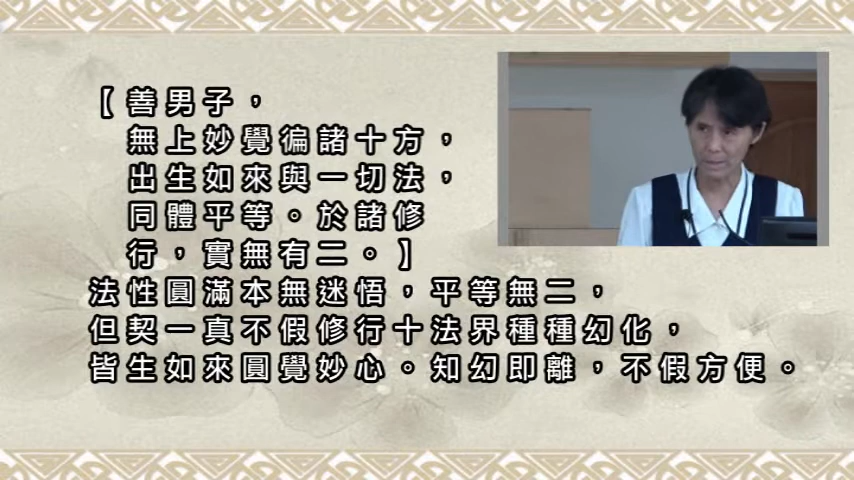 【善男子，
無上妙覺徧諸十方，
出生如來與一切法，
同體平等。於諸修
行，實無有二。】
法性圓滿本無迷悟，平等無二，
但契一真不假修行十法界種種幻化，
皆生如來圓覺妙心。知幻即離，不假方便。